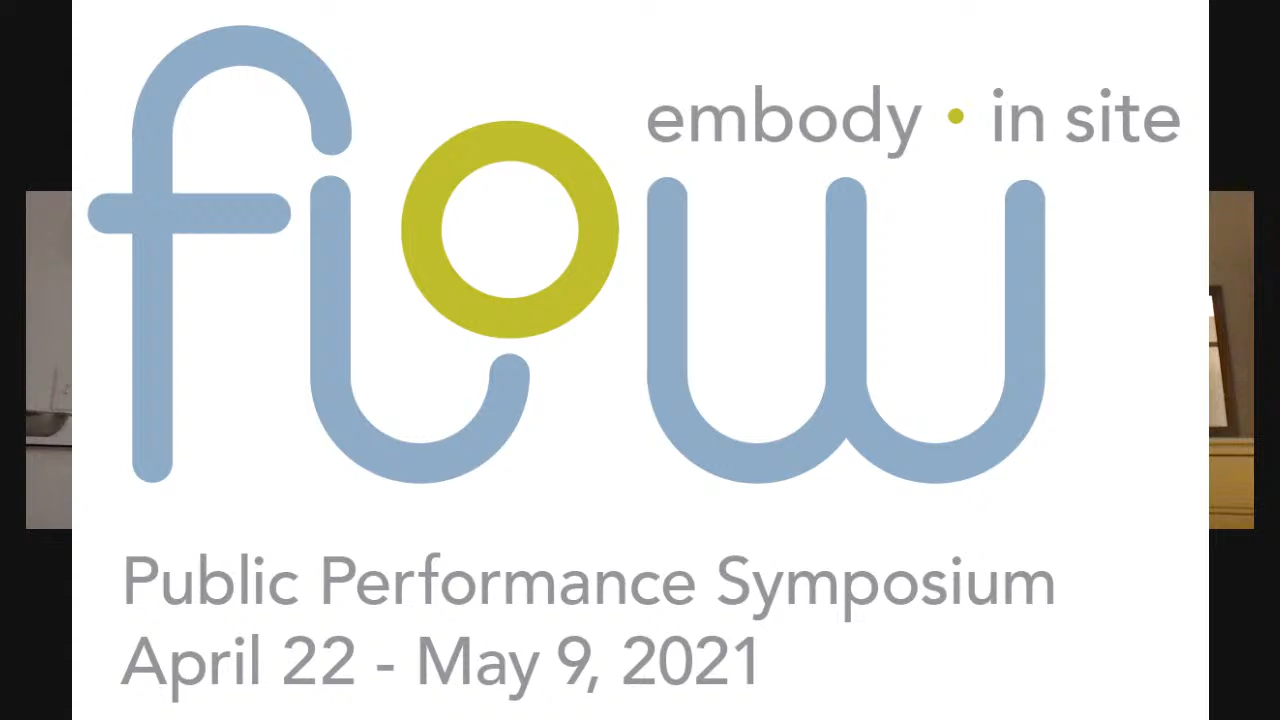 flow
embody • in site
Public Performance Symposium
April 22 - May 9, 2021